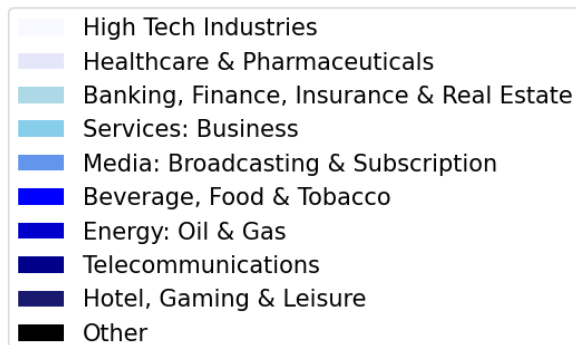 High Tech Industries
Healthcare & Pharmaceuticals
Banking, Finance, Insurance & Real Estate
Services: Business
Media: Broadcasting & Subscription
Beverage, Food & Tobacco
Energy: Oil & Gas
Telecommunications
Hotel, Gaming & Leisure
Other